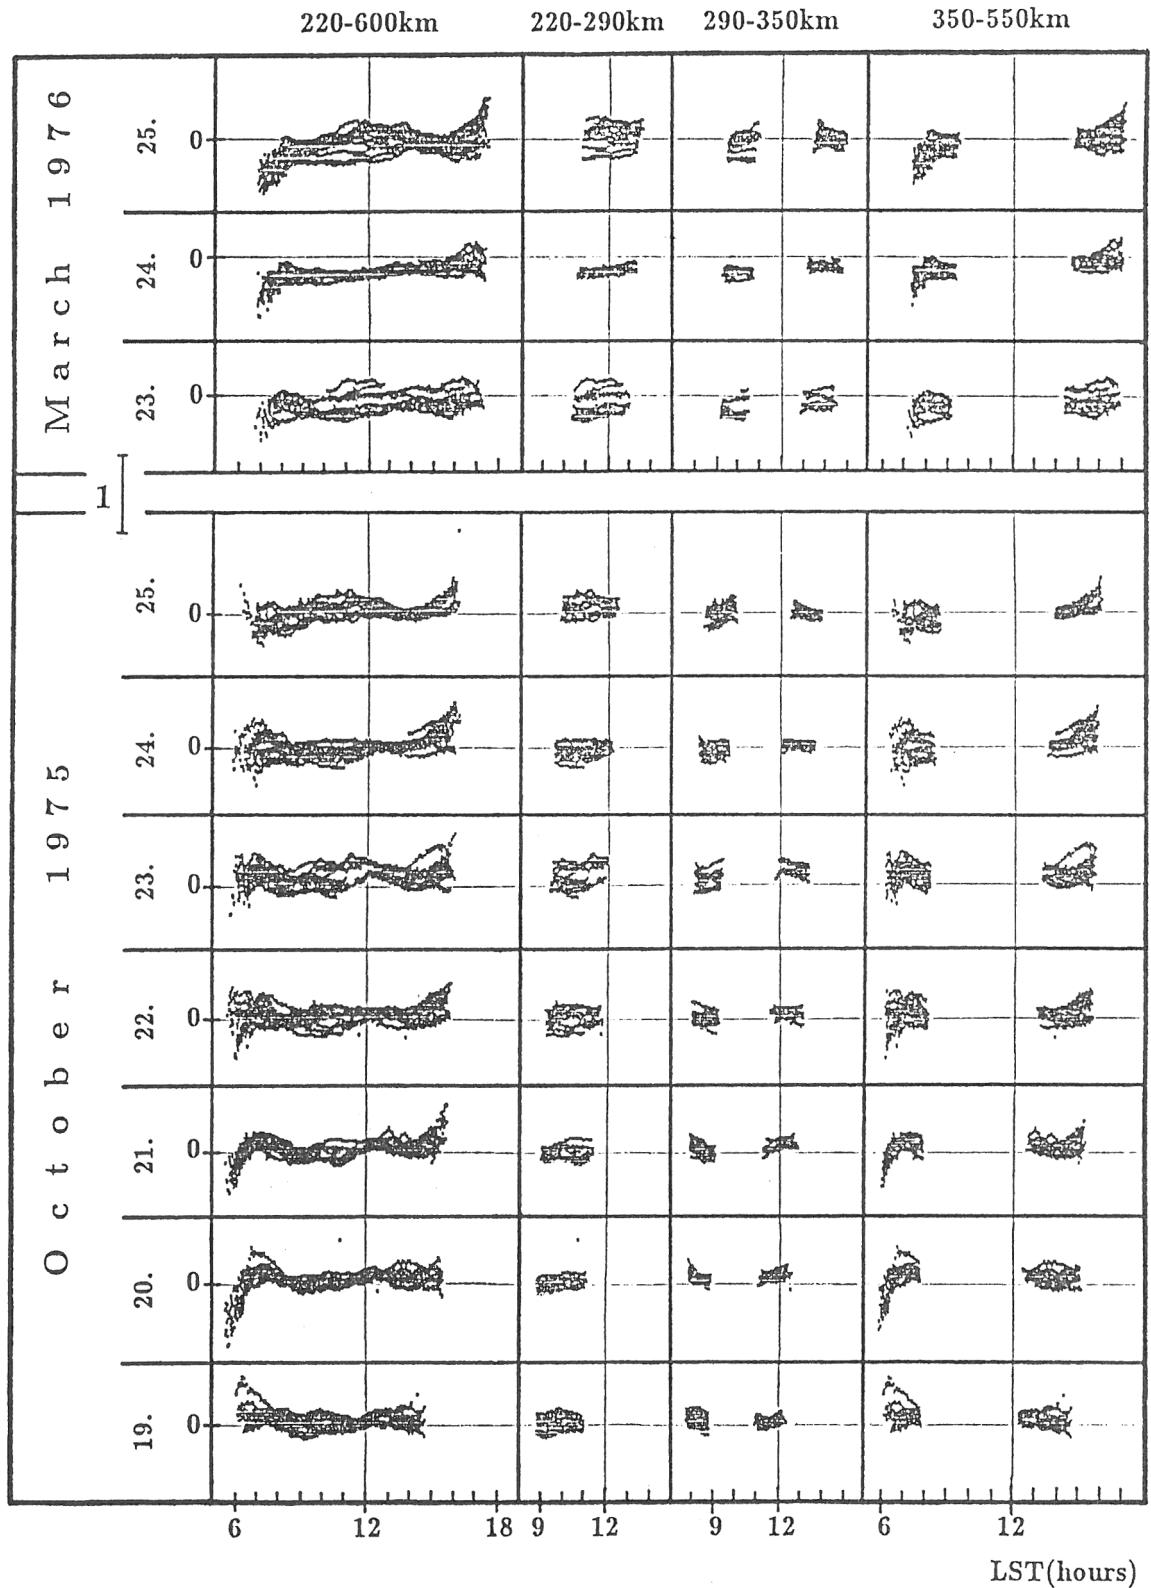 220-600km 220-290km 290-350km 350-550km
March 1976
25. 0
24. 0
23. 0
1
October 1975
25. 0
24. 0
23. 0
22. 0
21. 0
20. 0
19. 0
6 12 18 9 12 9 12 6 12
LST(hours)